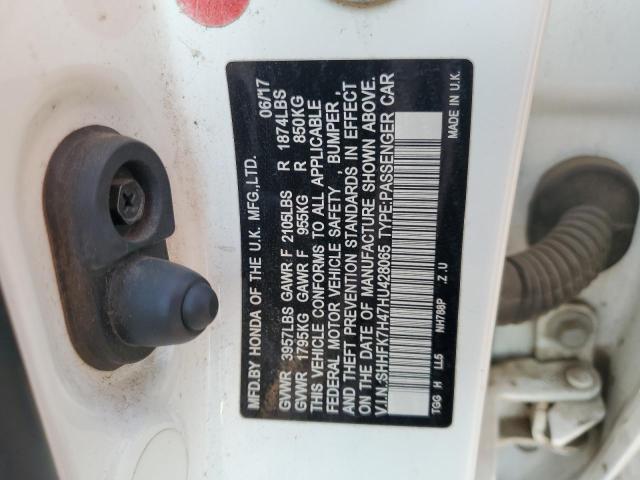 MFD.BY HONDA OF THE U.K. MFG.,LTD. 06/17
GVWR 3957LBS GAWR F 2105LBS R 1874LBS
GVWR 1795KG GAWR F 955KG R 850KG
THIS VEHICLE CONFORMS TO ALL APPLICABLE
FEDERAL MOTOR VEHICLE SAFETY , BUMPER ,
AND THEFT PREVENTION STANDARDS IN EFFECT
ON THE DATE OF MANUFACTURE SHOWN ABOVE.
V.I.N.:SHHFK7H47HU428065 TYPE:PASSENGER CAR
TGG H LL5 NH788P .Z.U MADE IN U.K.